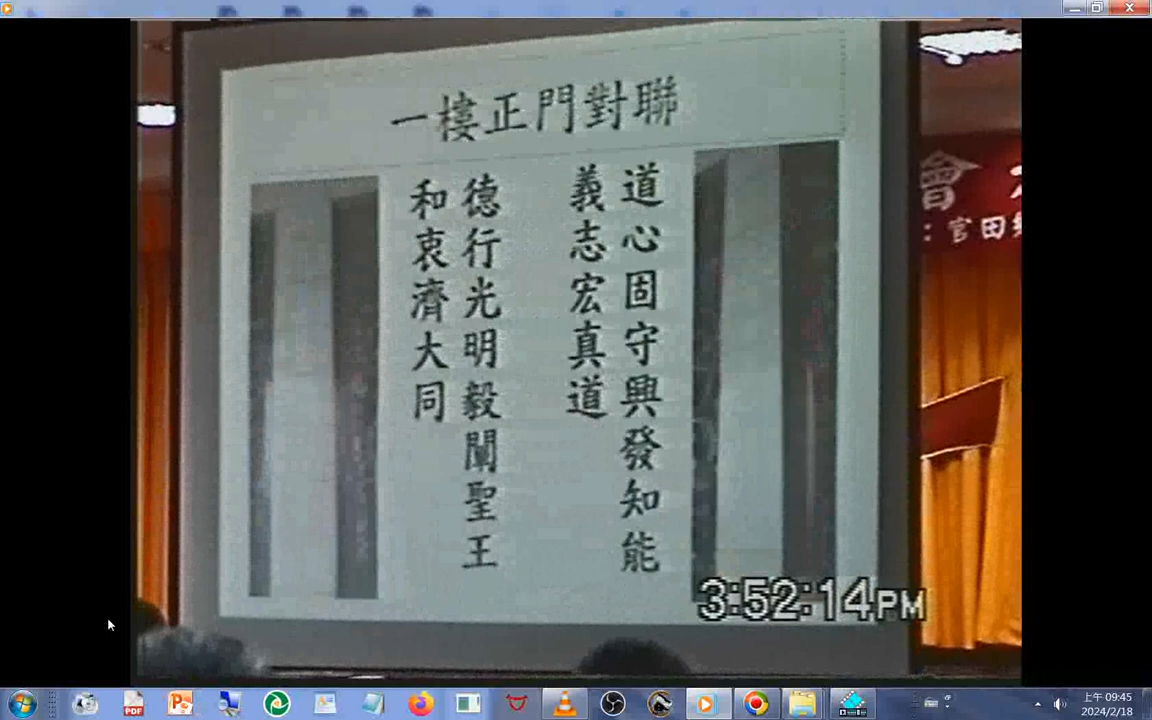 一樓正門對聯
道心固守興發知能
義志宏真道
德行光明毅闡聖王
和衷濟大同
會
：官田
3:52:14PM
上午 09:45
2024/2/18